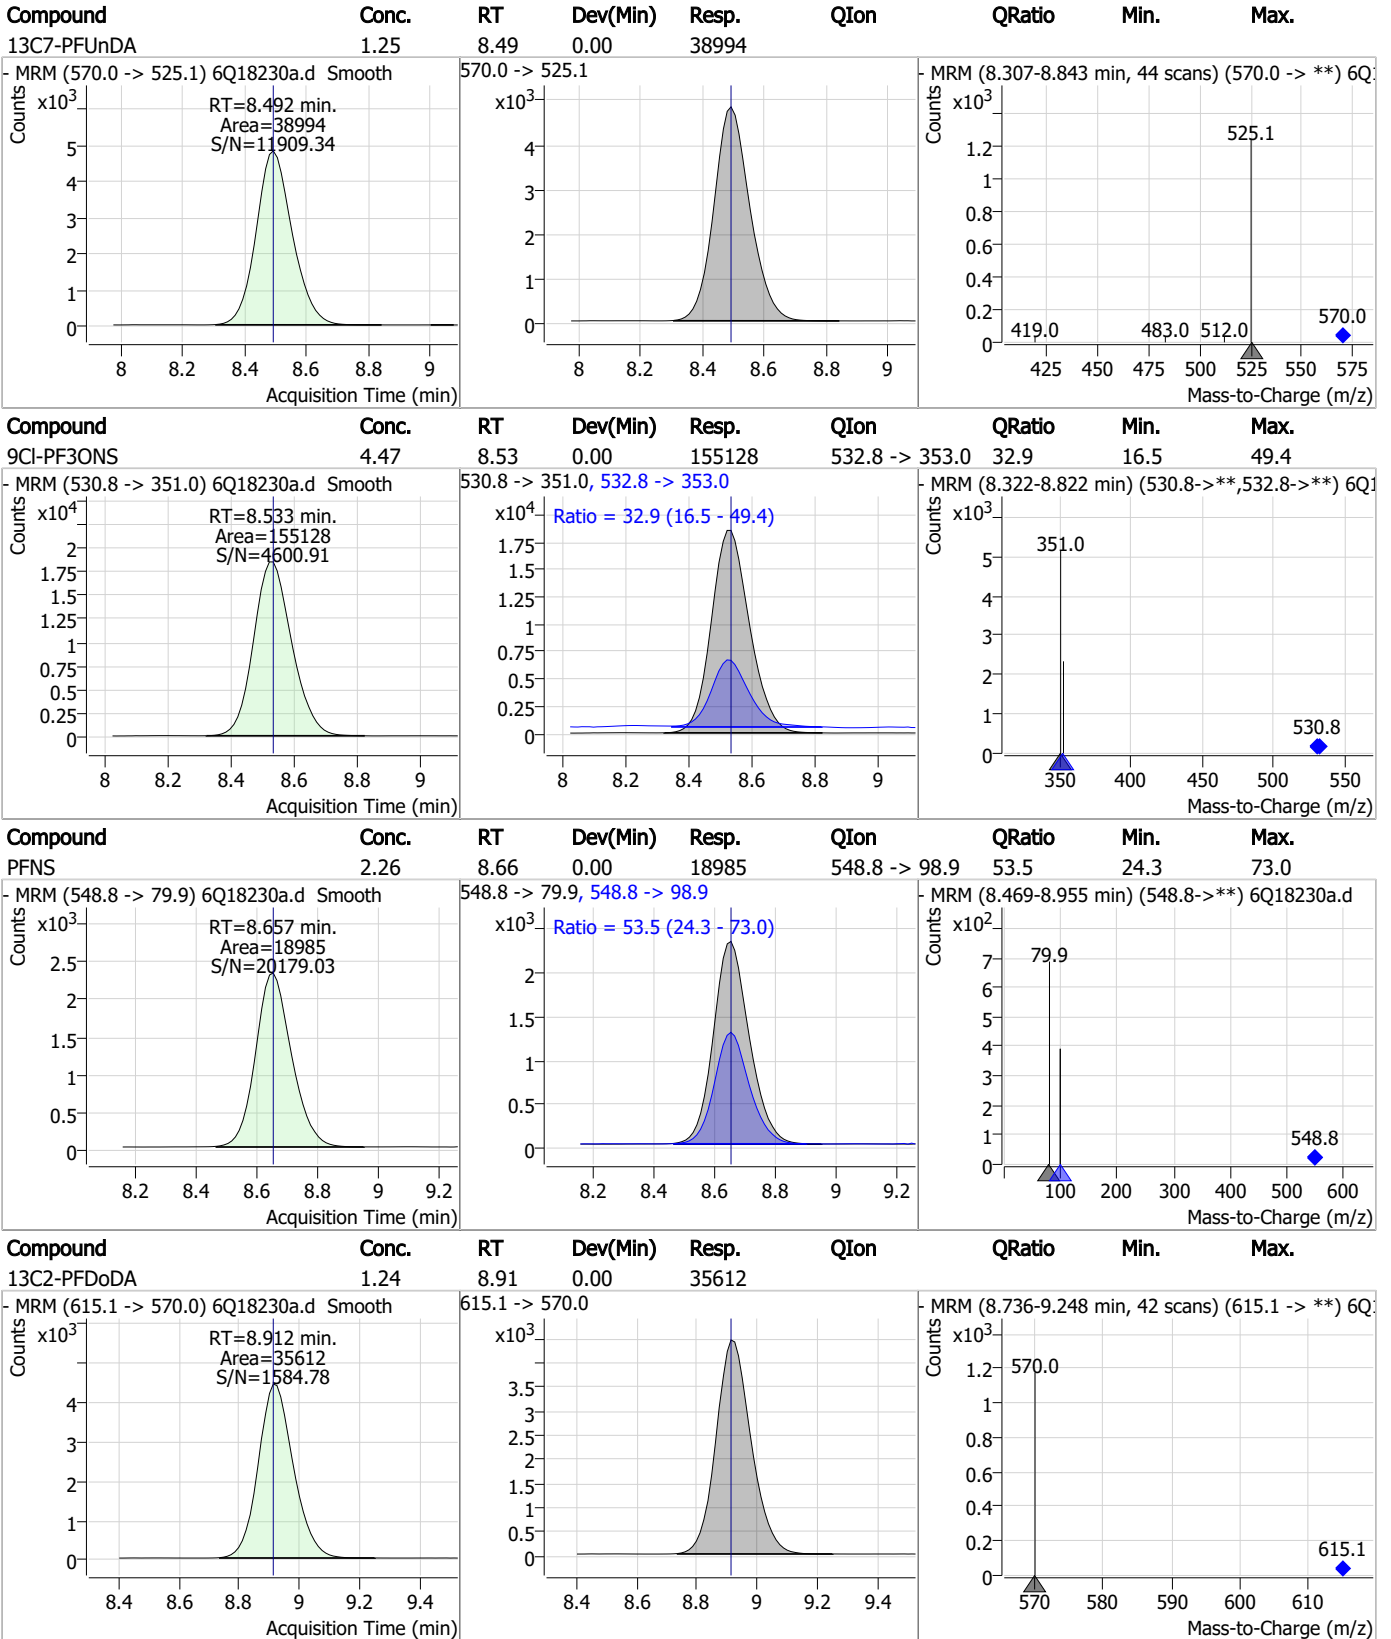 Compound Conc. RT Dev(Min) Resp. QIon QRatio Min. Max.
13C7-PFUnDA 1.25 8.49 0.00 38994
- MRM (570.0 -> 525.1) 6Q18230a.d Smooth
Counts
x10³
RT=8.492 min.
Area=38994
S/N=11909.34
5
4
3
2
1
0
8 8.2 8.4 8.6 8.8 9
Acquisition Time (min)
570.0 -> 525.1
x10³
4
3
2
1
0
8 8.2 8.4 8.6 8.8 9
- MRM (8.307-8.843 min, 44 scans) (570.0 -> **) 6Q1
Counts
x10³
525.1
1.2
1
0.8
0.6
0.4
0.2
0
419.0 483.0 512.0 570.0
425 450 475 500 525 550 575
Mass-to-Charge (m/z)
Compound Conc. RT Dev(Min) Resp. QIon QRatio Min. Max.
9Cl-PF3ONS 4.47 8.53 0.00 155128 532.8 -> 353.0 32.9 16.5 49.4
- MRM (530.8 -> 351.0) 6Q18230a.d Smooth
Counts
x10⁴
RT=8.533 min.
Area=155128
S/N=4600.91
2
1.75
1.5
1.25
1
0.75
0.5
0.25
0
8 8.2 8.4 8.6 8.8 9
Acquisition Time (min)
530.8 -> 351.0, 532.8 -> 353.0
x10⁴
Ratio = 32.9 (16.5 - 49.4)
1.75
1.5
1.25
1
0.75
0.5
0.25
0
8 8.2 8.4 8.6 8.8 9
- MRM (8.322-8.822 min) (530.8->**,532.8->**) 6Q1
Counts
x10³
351.0
5
4
3
2
1
0
530.8
350 400 450 500 550
Mass-to-Charge (m/z)
Compound Conc. RT Dev(Min) Resp. QIon QRatio Min. Max.
PFNS 2.26 8.66 0.00 18985 548.8 -> 98.9 53.5 24.3 73.0
- MRM (548.8 -> 79.9) 6Q18230a.d Smooth
Counts
x10³
RT=8.657 min.
Area=18985
S/N=20179.03
2.5
2
1.5
1
0.5
0
8.2 8.4 8.6 8.8 9 9.2
Acquisition Time (min)
548.8 -> 79.9, 548.8 -> 98.9
x10³
Ratio = 53.5 (24.3 - 73.0)
2
1.5
1
0.5
0
8.2 8.4 8.6 8.8 9 9.2
- MRM (8.469-8.955 min) (548.8->**) 6Q18230a.d
Counts
x10²
79.9
7
6
5
4
3
2
1
0
548.8
100 200 300 400 500 600
Mass-to-Charge (m/z)
Compound Conc. RT Dev(Min) Resp. QIon QRatio Min. Max.
13C2-PFDoDA 1.24 8.91 0.00 35612
- MRM (615.1 -> 570.0) 6Q18230a.d Smooth
Counts
x10³
RT=8.912 min.
Area=35612
S/N=1584.78
4
3
2
1
0
8.4 8.6 8.8 9 9.2 9.4
Acquisition Time (min)
615.1 -> 570.0
x10³
3.5
3
2.5
2
1.5
1
0.5
0
8.4 8.6 8.8 9 9.2 9.4
- MRM (8.736-9.248 min, 42 scans) (615.1 -> **) 6Q1
Counts
x10³
570.0
1.2
1
0.8
0.6
0.4
0.2
0
615.1
570 580 590 600 610
Mass-to-Charge (m/z)